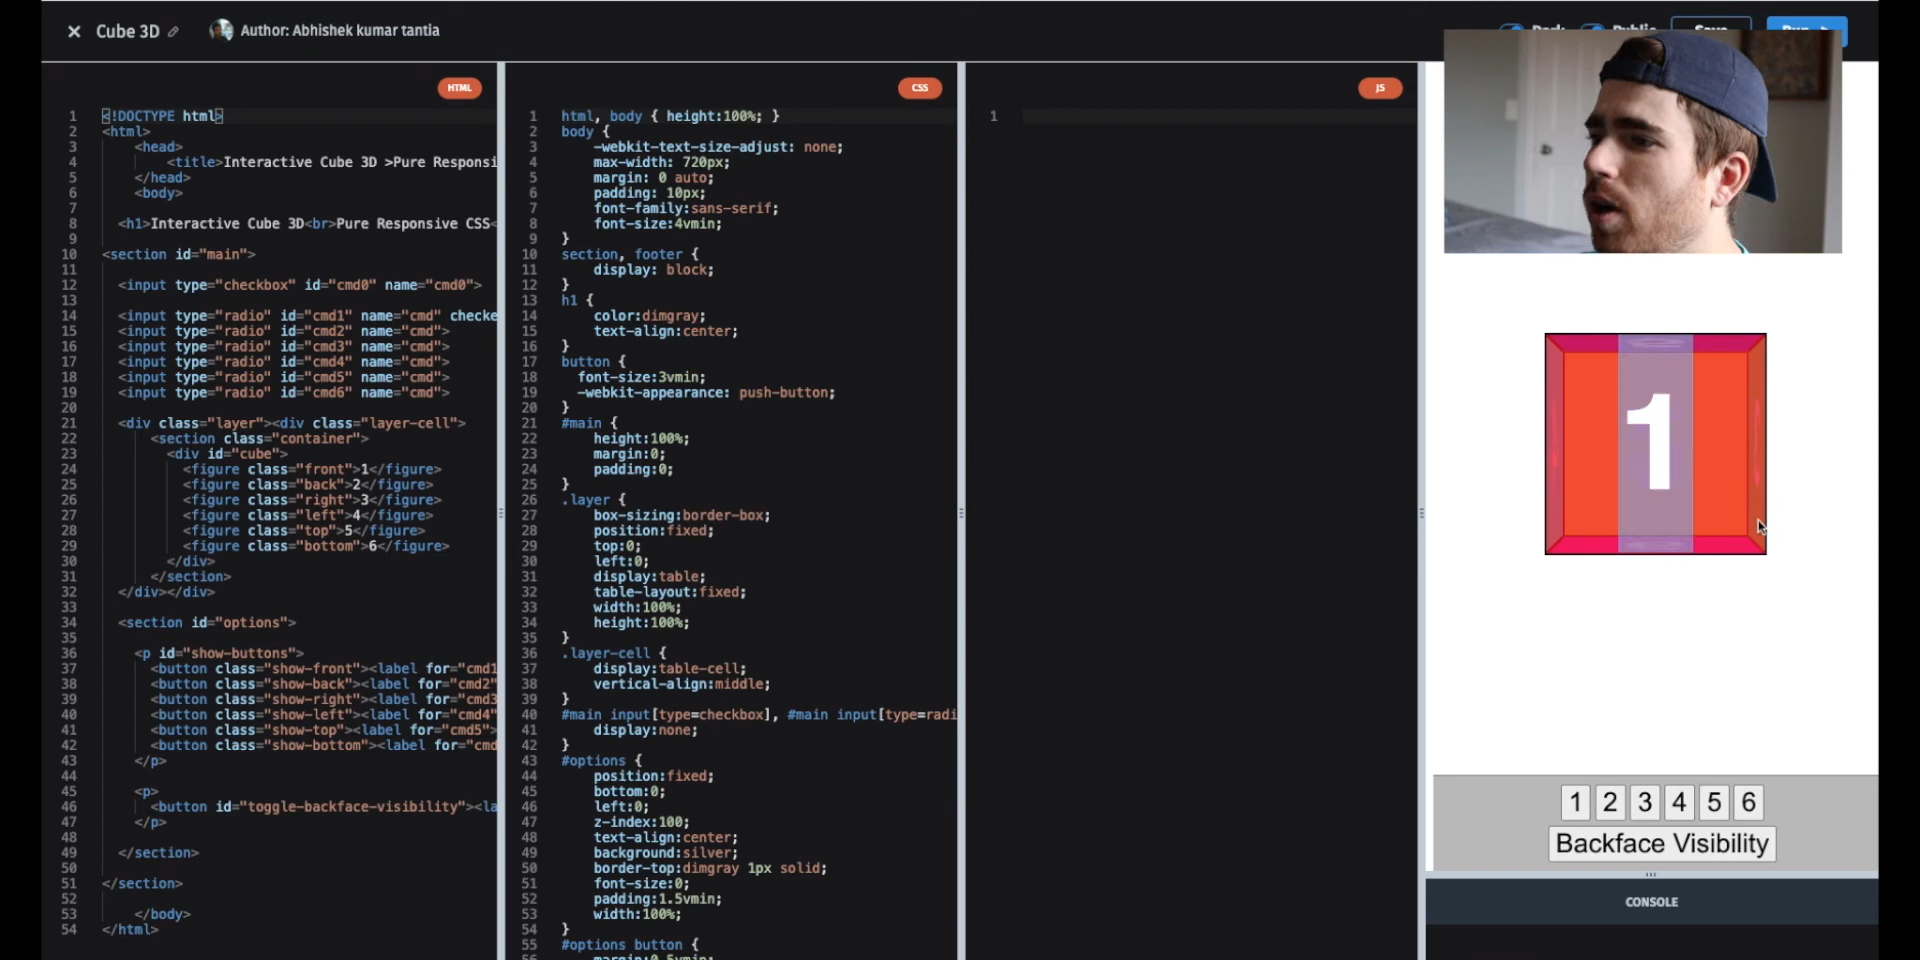 Cube 3D
Author: Abhishek kumar tantia
HTML
1 <!DOCTYPE html>
2 <html>
3 <head>
4 <title>Interactive Cube 3D >Pure Responsi
5 </head>
6 <body>
7
8 <h1>Interactive Cube 3D<br>Pure Responsive CSS<
9
10 <section id="main">
11
12 <input type="checkbox" id="cmd0" name="cmd0">
13
14 <input type="radio" id="cmd1" name="cmd" checke
15 <input type="radio" id="cmd2" name="cmd">
16 <input type="radio" id="cmd3" name="cmd">
17 <input type="radio" id="cmd4" name="cmd">
18 <input type="radio" id="cmd5" name="cmd">
19 <input type="radio" id="cmd6" name="cmd">
20
21 <div class="layer"><div class="layer-cell">
22 <section class="container">
23 <div id="cube">
24 <figure class="front">1</figure>
25 <figure class="back">2</figure>
26 <figure class="right">3</figure>
27 <figure class="left">4</figure>
28 <figure class="top">5</figure>
29 <figure class="bottom">6</figure>
30 </div>
31 </section>
32 </div></div>
33
34 <section id="options">
35
36 <p id="show-buttons">
37 <button class="show-front"><label for="cmd1
38 <button class="show-back"><label for="cmd2"
39 <button class="show-right"><label for="cmd3
40 <button class="show-left"><label for="cmd4"
41 <button class="show-top"><label for="cmd5">
42 <button class="show-bottom"><label for="cmd
43 </p>
44
45 <p>
46 <button id="toggle-backface-visibility"><la
47 </p>
48
49 </section>
50
51 </section>
52
53 </body>
54 </html>
CSS
1 html, body { height:100%; }
2 body {
3 -webkit-text-size-adjust: none;
4 max-width: 720px;
5 margin: 0 auto;
6 padding: 10px;
7 font-family:sans-serif;
8 font-size:4vmin;
9 }
10 section, footer {
11 display: block;
12 }
13 h1 {
14 color:dimgray;
15 text-align:center;
16 }
17 button {
18 font-size:3vmin;
19 -webkit-appearance: push-button;
20 }
21 #main {
22 height:100%;
23 margin:0;
24 padding:0;
25 }
26 .layer {
27 box-sizing:border-box;
28 position:fixed;
29 top:0;
30 left:0;
31 display:table;
32 table-layout:fixed;
33 width:100%;
34 height:100%;
35 }
36 .layer-cell {
37 display:table-cell;
38 vertical-align:middle;
39 }
40 #main input[type=checkbox], #main input[type=radi
41 display:none;
42 }
43 #options {
44 position:fixed;
45 bottom:0;
46 left:0;
47 z-index:100;
48 text-align:center;
49 background:silver;
50 border-top:dimgray 1px solid;
51 font-size:0;
52 padding:1.5vmin;
53 width:100%;
54 }
55 #options button {
JS
1
1
1 2 3 4 5 6
Backface Visibility
CONSOLE